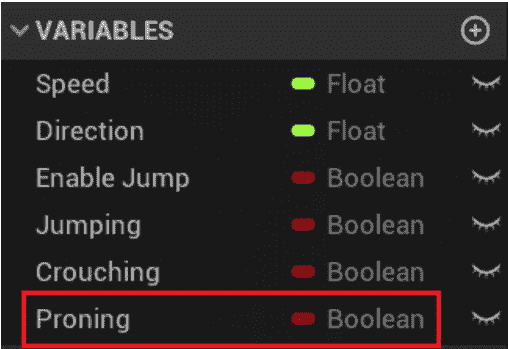 VARIABLES
Speed Float
Direction Float
Enable Jump Boolean
Jumping Boolean
Crouching Boolean
Proning Boolean